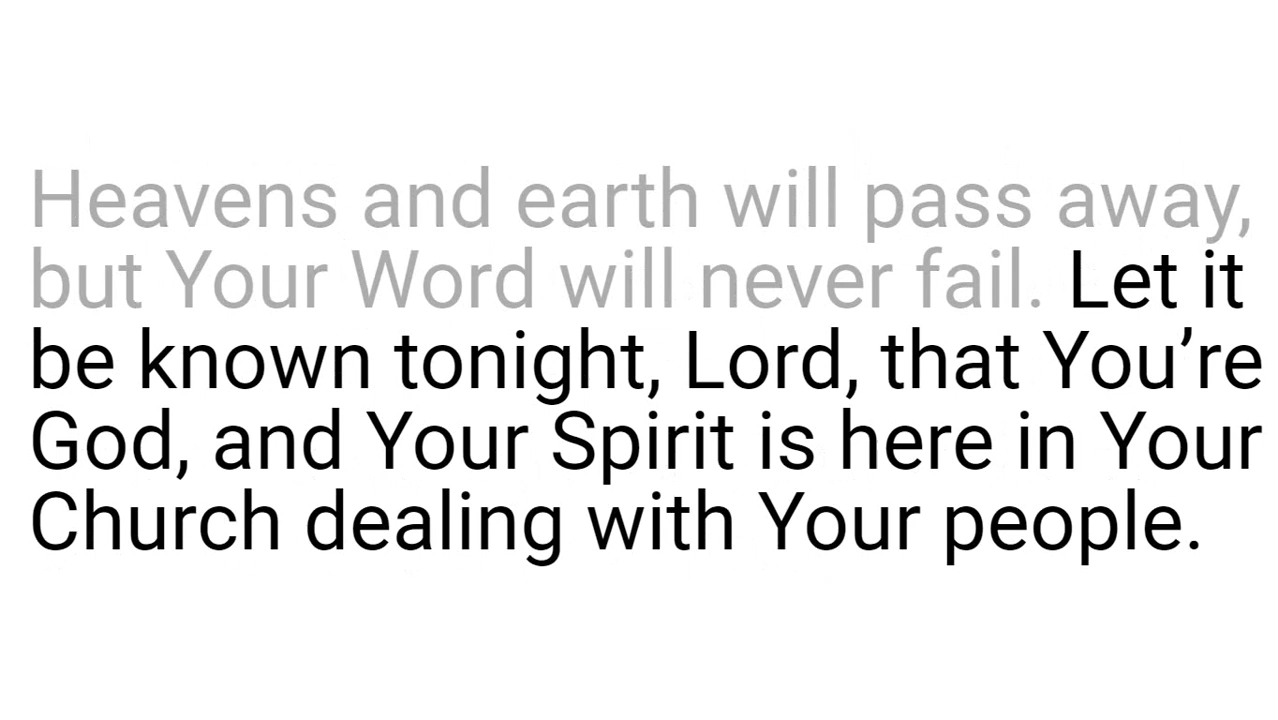 Heavens and earth will pass away,
but Your Word will never fail. Let it
be known tonight, Lord, that You’re
God, and Your Spirit is here in Your
Church dealing with Your people.